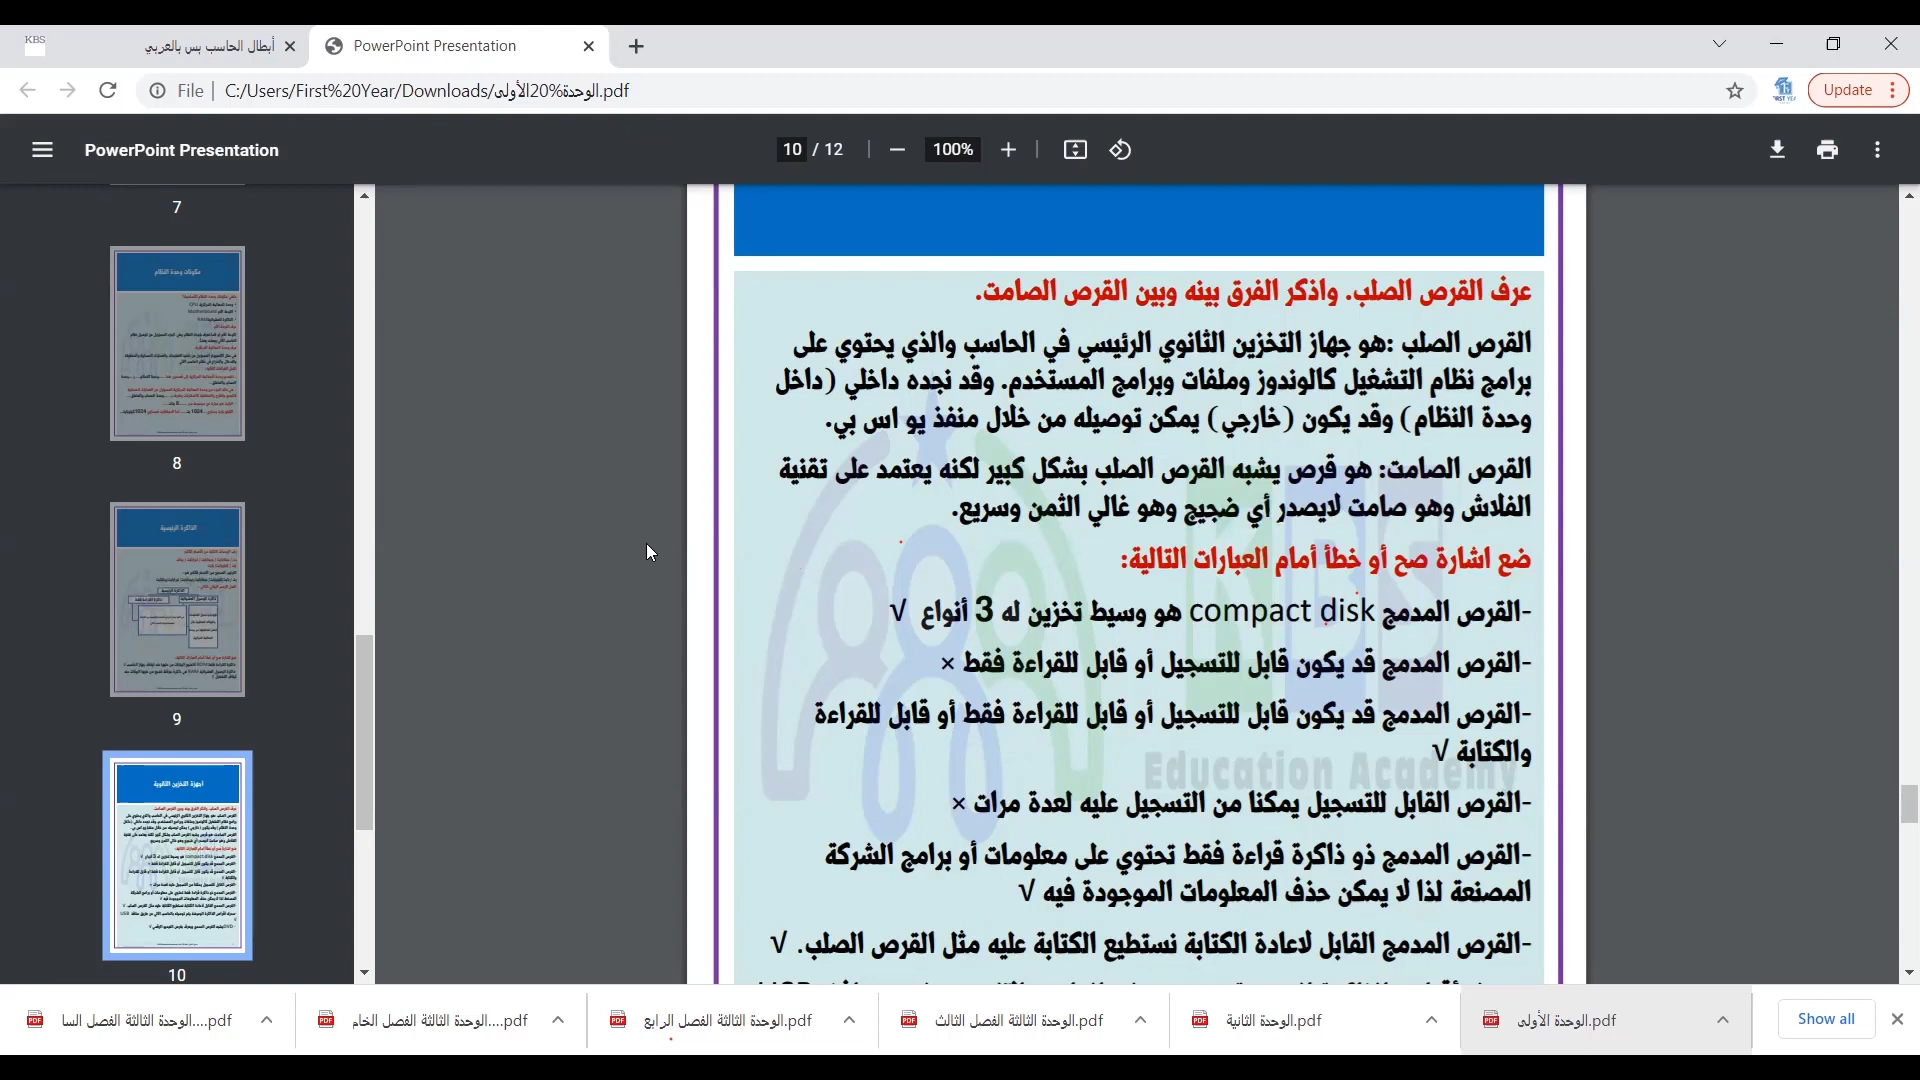 KBS
أبطال الحاسب بس بالعربي
PowerPoint Presentation
File
C:/Users/First%20Year/Downloads/الوحدة%20الأولى.pdf
Update
PowerPoint Presentation
10 / 12
100%
7
مكونات وحدة النظام
8
الذاكرة الرئيسية
9
أجهزة التخزين الثانوية
10
عرف القرص الصلب. واذكر الفرق بينه وبين القرص الصامت.
القرص الصلب :هو جهاز التخزين الثانوي الرئيسي في الحاسب والذي يحتوي على
برامج نظام التشغيل كالوندوز وملفات وبرامج المستخدم. وقد نجده داخلي (داخل
وحدة النظام) وقد يكون (خارجي) يمكن توصيله من خلال منفذ يو اس بي.
القرص الصامت: هو قرص يشبه القرص الصلب بشكل كبير لكنه يعتمد على تقنية
الفلاش وهو صامت لايصدر أي ضجيج وهو غالي الثمن وسريع.
ضع اشارة صح أو خطأ أمام العبارات التالية:
-القرص المدمج compact disk هو وسيط تخزين له 3 أنواع √
-القرص المدمج قد يكون قابل للتسجيل أو قابل للقراءة فقط ×
-القرص المدمج قد يكون قابل للتسجيل أو قابل للقراءة فقط أو قابل للقراءة
والكتابة √
-القرص القابل للتسجيل يمكنا من التسجيل عليه لعدة مرات ×
-القرص المدمج ذو ذاكرة قراءة فقط تحتوي على معلومات أو برامج الشركة
المصنعة لذا لا يمكن حذف المعلومات الموجودة فيه √
-القرص المدمج القابل لاعادة الكتابة نستطيع الكتابة عليه مثل القرص الصلب. √
KBS
Education Academy
الوحدة الثالثة الفصل السا....pdf
الوحدة الثالثة الفصل الخام....pdf
الوحدة الثالثة الفصل الرابع.pdf
الوحدة الثالثة الفصل الثالث.pdf
الوحدة الثانية.pdf
الوحدة الأولى.pdf
Show all